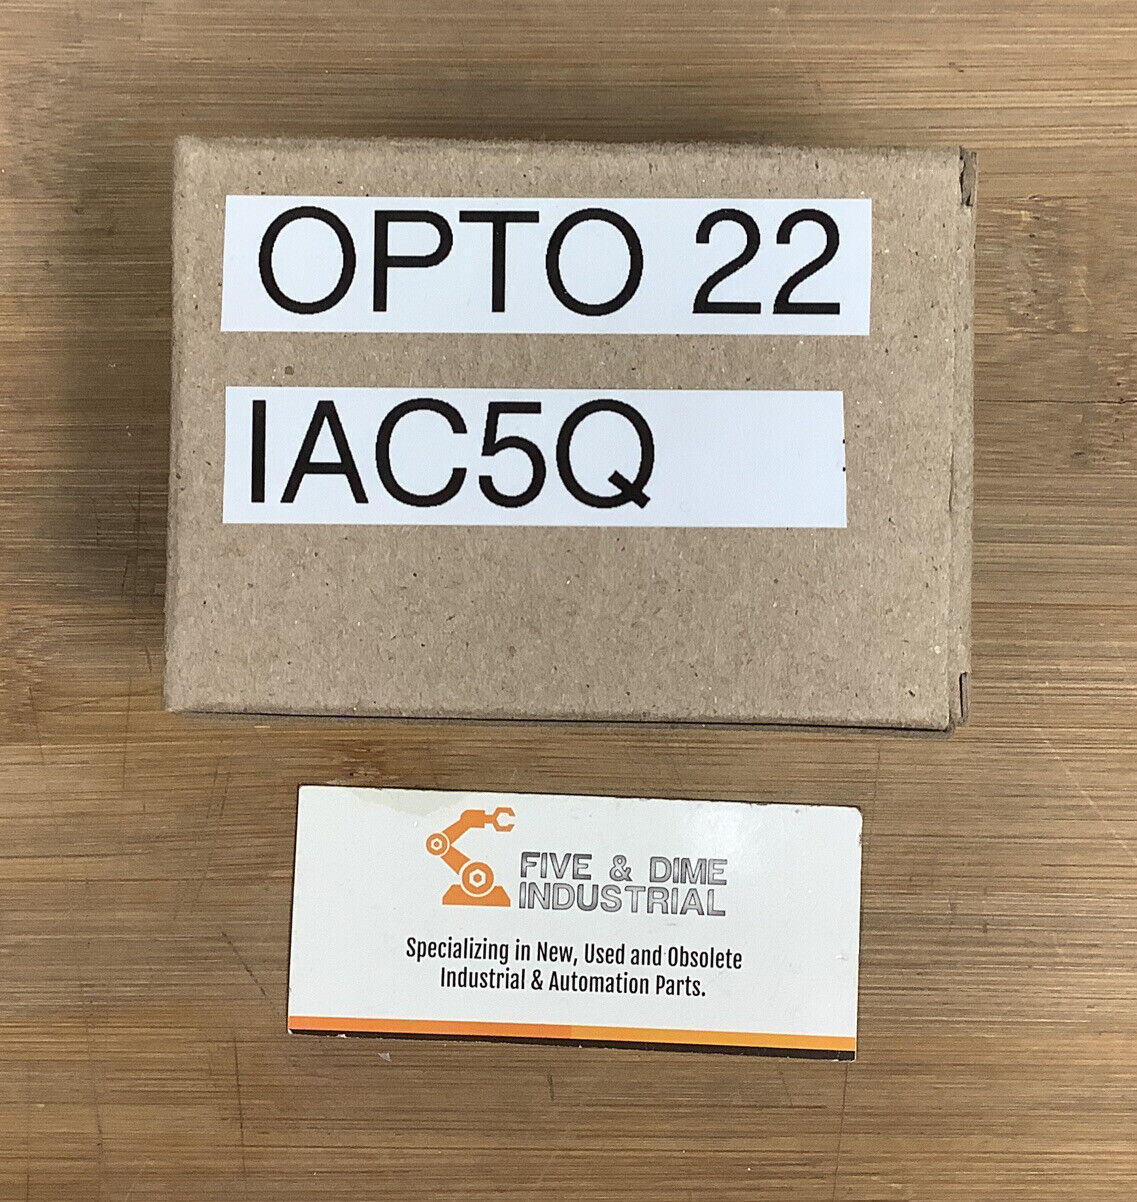 OPTO 22
IAC5Q
FIVE & DIME
INDUSTRIAL
Specializing in New, Used and Obsolete
Industrial & Automation Parts.